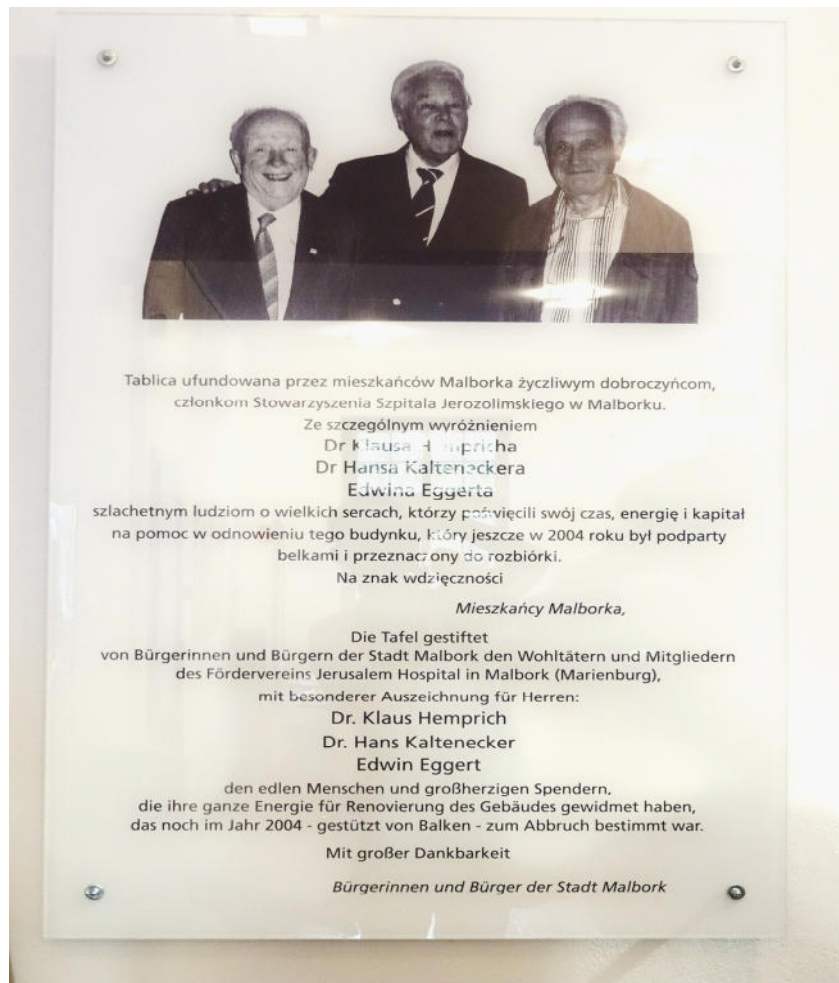 Tablica ufundowana przez mieszkańców Malborka życzliwym dobroczyńcom,
członkom Stowarzyszenia Szpitala Jerozolimskiego w Malborku.
Ze szczególnym wyróżnieniem
Dr Klausa Hempricha
Dr Hansa Kalteneckera
Edwina Eggerta
szlachetnym ludziom o wielkich sercach, którzy poświęcili swój czas, energię i kapitał
na pomoc w odnowieniu tego budynku, który jeszcze w 2004 roku był podparty
belkami i przeznaczony do rozbiórki.
Na znak wdzięczności
Mieszkańcy Malborka,
Die Tafel gestiftet
von Bürgerinnen und Bürgern der Stadt Malbork den Wohltätern und Mitgliedern
des Fördervereins Jerusalem Hospital in Malbork (Marienburg),
mit besonderer Auszeichnung für Herren:
Dr. Klaus Hemprich
Dr. Hans Kaltenecker
Edwin Eggert
den edlen Menschen und großherzigen Spendern,
die ihre ganze Energie für Renovierung des Gebäudes gewidmet haben,
das noch im Jahr 2004 - gestützt von Balken - zum Abbruch bestimmt war.
Mit großer Dankbarkeit
Bürgerinnen und Bürger der Stadt Malbork